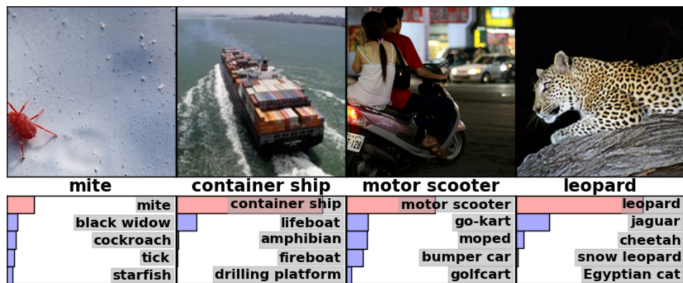 mite container ship motor scooter leopard
mite container ship motor scooter leopard
black widow lifeboat go-kart jaguar
cockroach amphibian moped cheetah
tick fireboat bumper car snow leopard
starfish drilling platform golfcart Egyptian cat